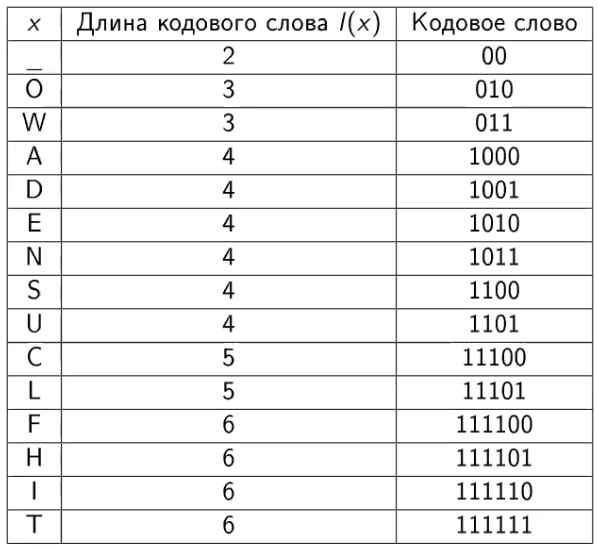 x Длина кодового слова l(x) Кодовое слово
_ 2 00
O 3 010
W 3 011
A 4 1000
D 4 1001
E 4 1010
N 4 1011
S 4 1100
U 4 1101
C 5 11100
L 5 11101
F 6 111100
H 6 111101
I 6 111110
T 6 111111